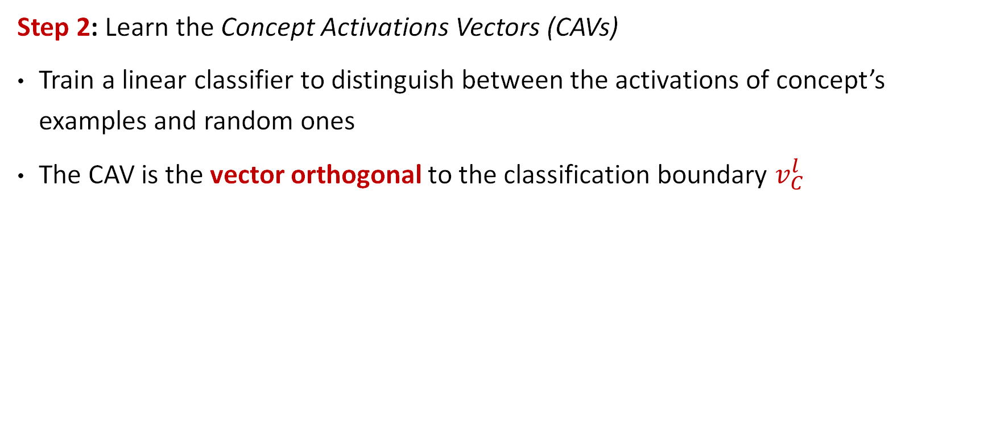 Step 2: Learn the Concept Activations Vectors (CAVs)
• Train a linear classifier to distinguish between the activations of concept’s
examples and random ones
• The CAV is the vector orthogonal to the classification boundary $v_C^l$